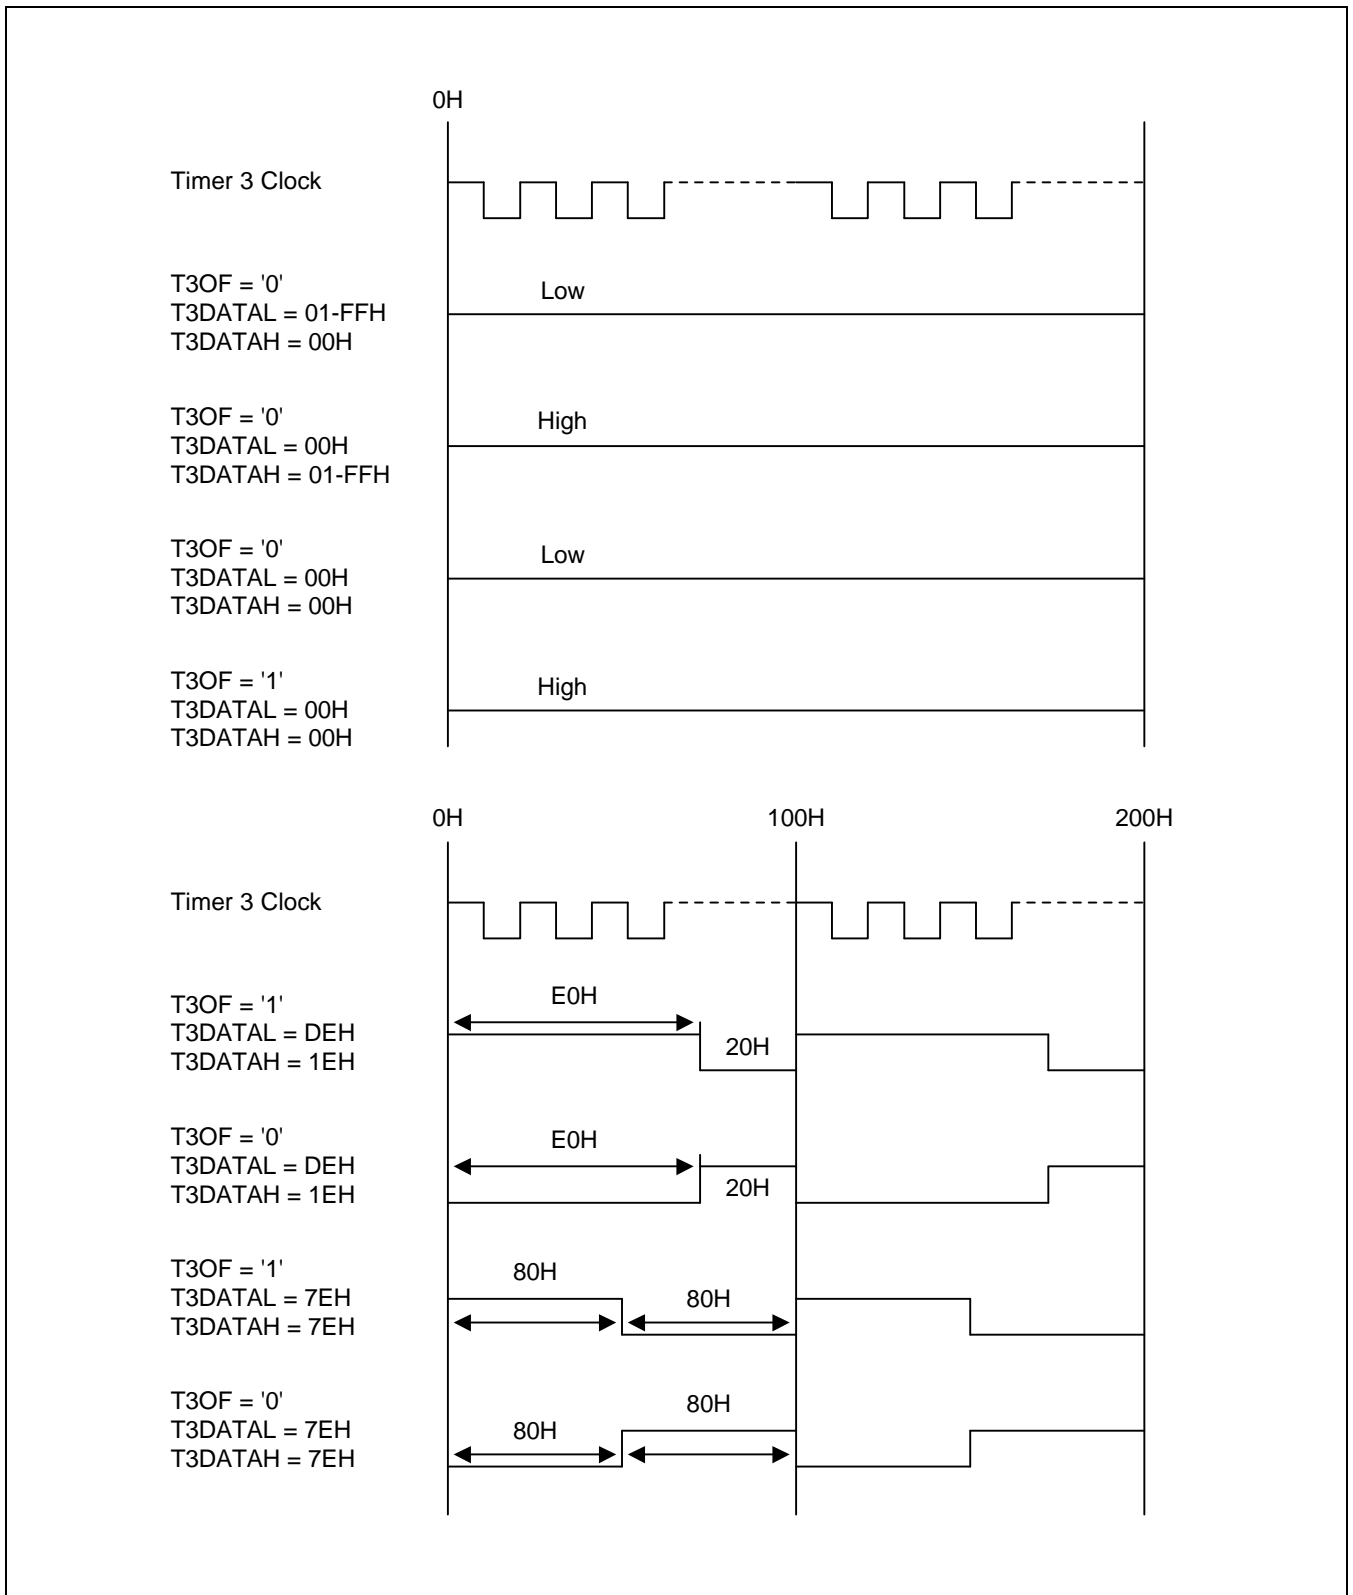 0H
Timer 3 Clock
T3OF = '0'
T3DATAL = 01-FFH
T3DATAH = 00H
Low
T3OF = '0'
T3DATAL = 00H
T3DATAH = 01-FFH
High
T3OF = '0'
T3DATAL = 00H
T3DATAH = 00H
Low
T3OF = '1'
T3DATAL = 00H
T3DATAH = 00H
High
0H 100H 200H
Timer 3 Clock
T3OF = '1'
T3DATAL = DEH
T3DATAH = 1EH
E0H
20H
T3OF = '0'
T3DATAL = DEH
T3DATAH = 1EH
E0H
20H
T3OF = '1'
T3DATAL = 7EH
T3DATAH = 7EH
80H
80H
T3OF = '0'
T3DATAL = 7EH
T3DATAH = 7EH
80H
80H